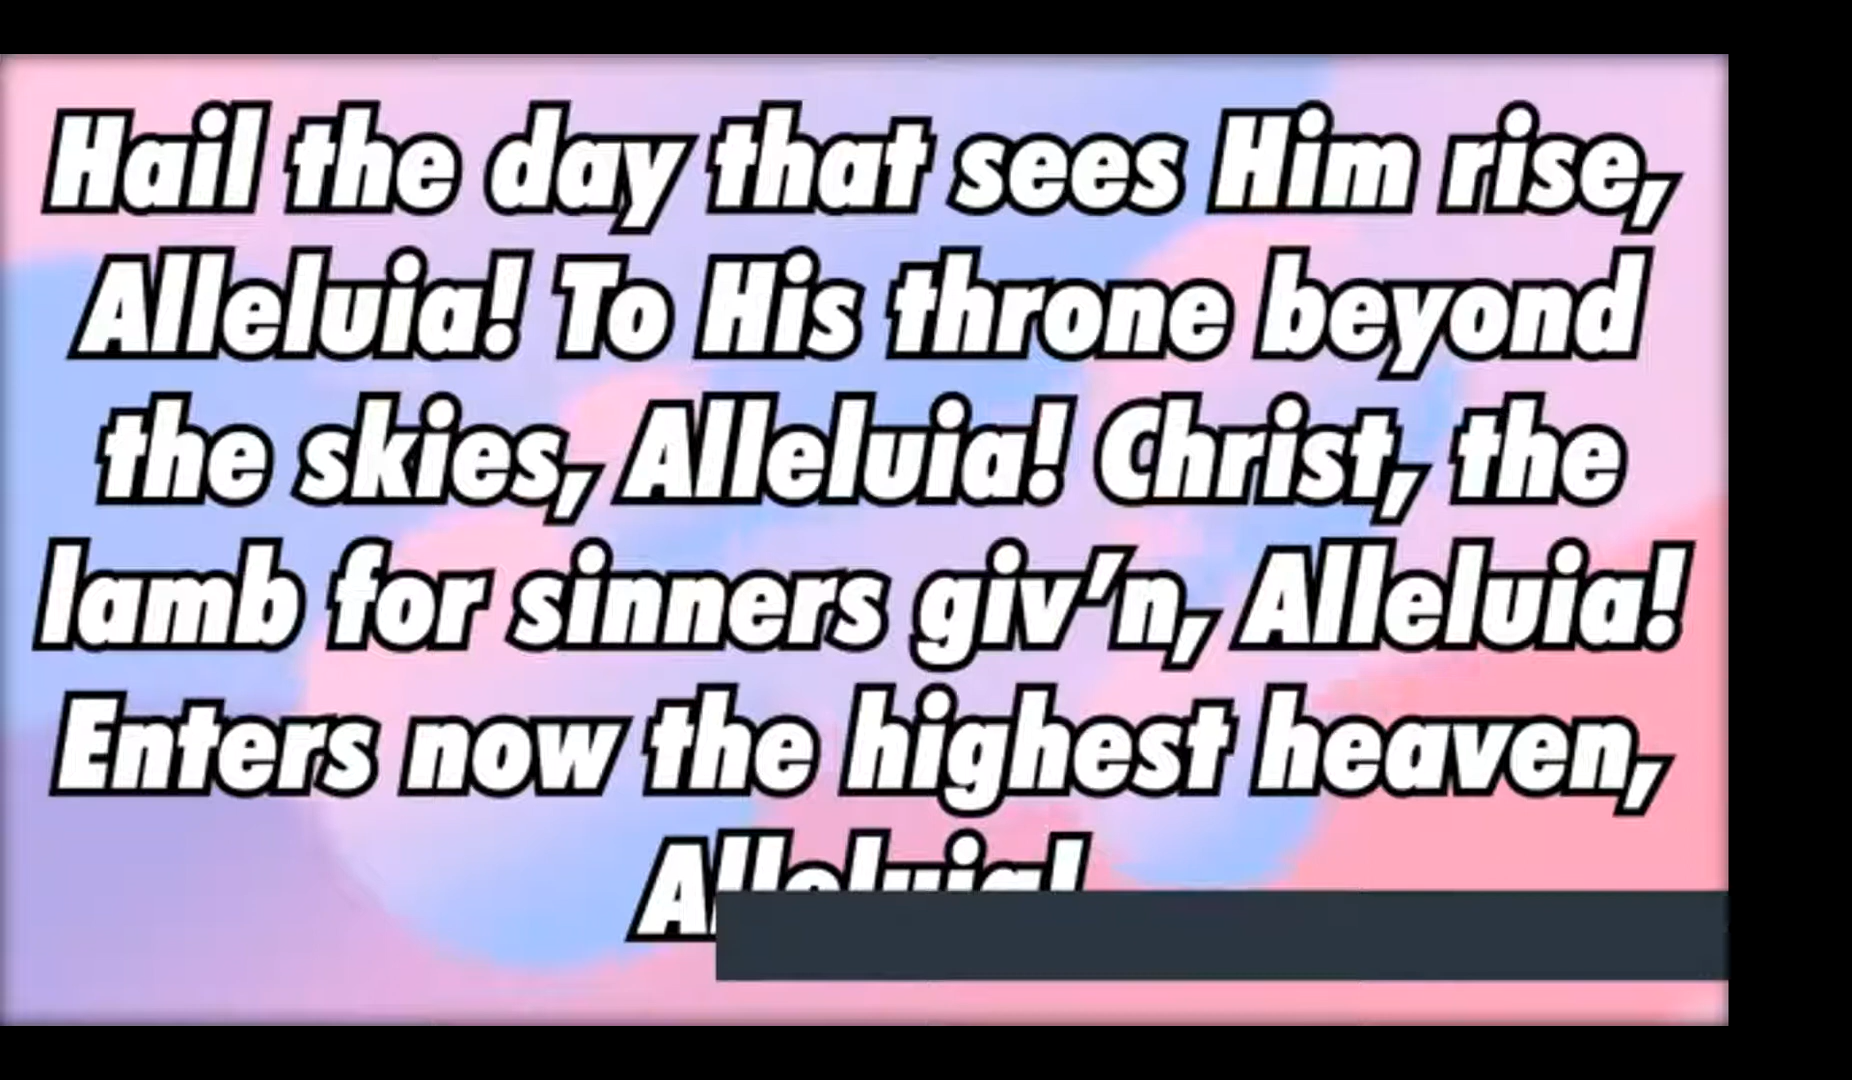 Hail the day that sees Him rise,
Alleluia! To His throne beyond
the skies, Alleluia! Christ, the
lamb for sinners giv’n, Alleluia!
Enters now the highest heaven,
Alleluia!